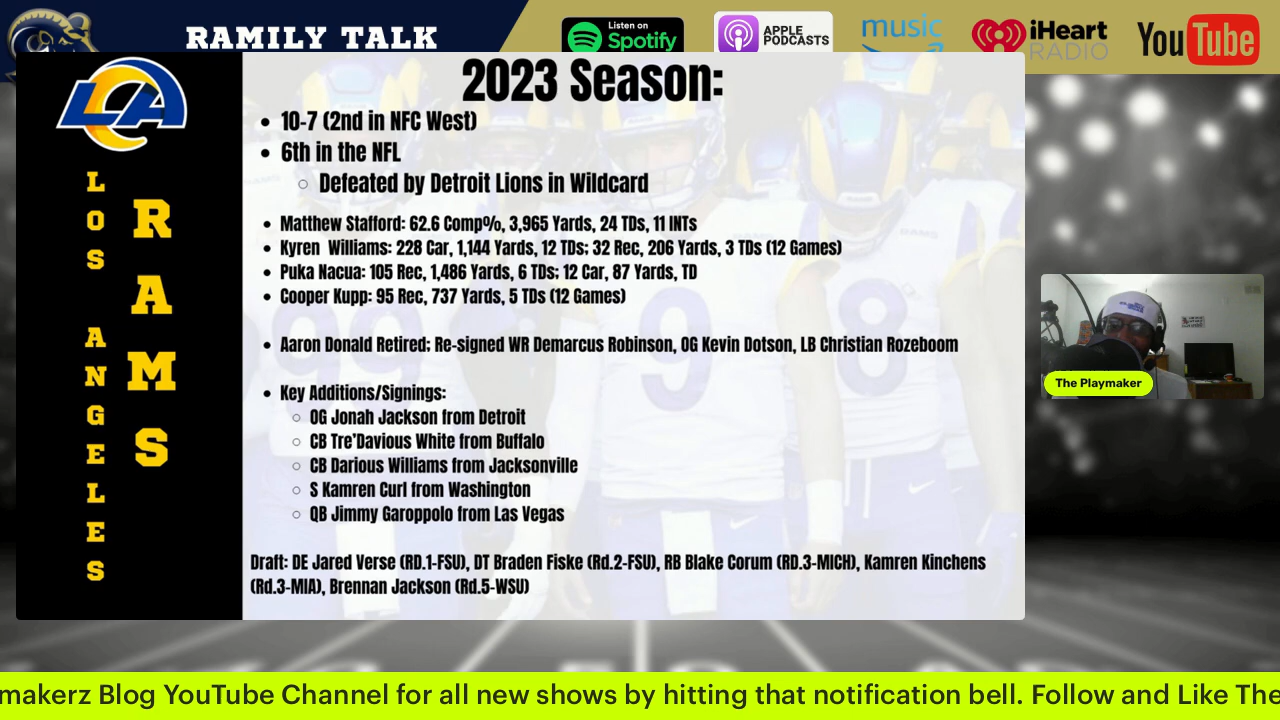 RAMILY TALK
Listen on
Spotify
APPLE
PODCASTS
music
iHeart
RADIO
YouTube
LA
LOS ANGELES
RAMS
2023 Season:
• 10-7 (2nd in NFC West)
• 6th in the NFL
○ Defeated by Detroit Lions in Wildcard
• Matthew Stafford: 62.6 Comp%, 3,965 Yards, 24 TDs, 11 INTs
• Kyren Williams: 228 Car, 1,144 Yards, 12 TDs; 32 Rec, 206 Yards, 3 TDs (12 Games)
• Puka Nacua: 105 Rec, 1,486 Yards, 6 TDs; 12 Car, 87 Yards, TD
• Cooper Kupp: 95 Rec, 737 Yards, 5 TDs (12 Games)
• Aaron Donald Retired; Re-signed WR Demarcus Robinson, OG Kevin Dotson, LB Christian Rozeboom
• Key Additions/Signings:
○ OG Jonah Jackson from Detroit
○ CB Tre'Davious White from Buffalo
○ CB Darious Williams from Jacksonville
○ S Kamren Curl from Washington
○ QB Jimmy Garoppolo from Las Vegas
Draft: DE Jared Verse (RD.1-FSU), DT Braden Fiske (Rd.2-FSU), RB Blake Corum (RD.3-MICH), Kamren Kinchens
(Rd.3-MIA), Brennan Jackson (Rd.5-WSU)
99
9
8
The Playmaker
makerz Blog YouTube Channel for all new shows by hitting that notification bell. Follow and Like The